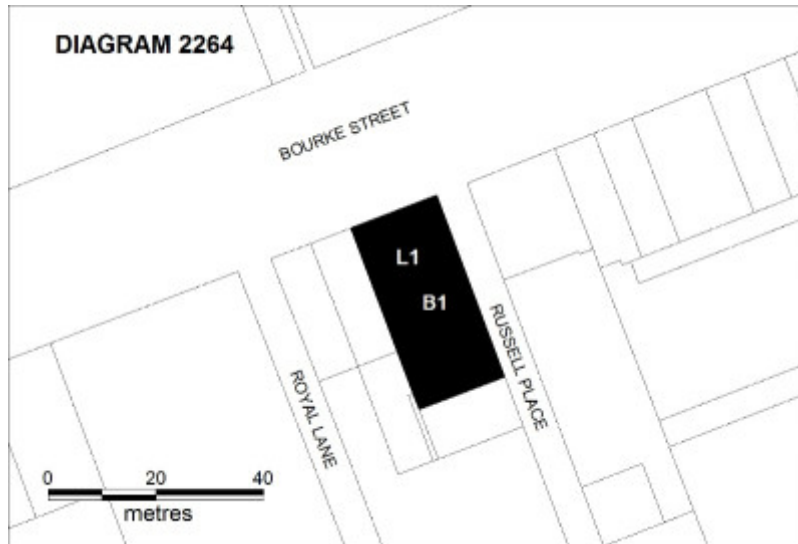 DIAGRAM 2264
BOURKE STREET
L1
B1
RUSSELL PLACE
ROYAL LANE
0 20 40
metres